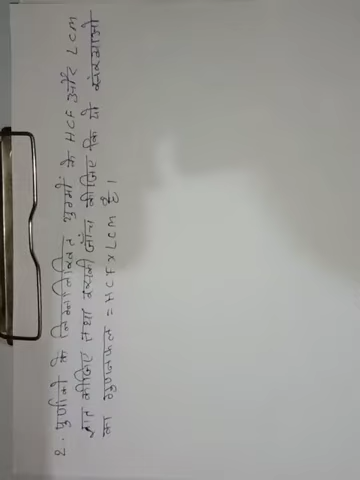 2. पुर्णांको के निम्नलिखित युग्मों के HCF और LCM
ज्ञात कीजिए तथा इसकी जाँच कीजिए कि दो संख्याओ
का गुणनफल = HCF x LCM है।